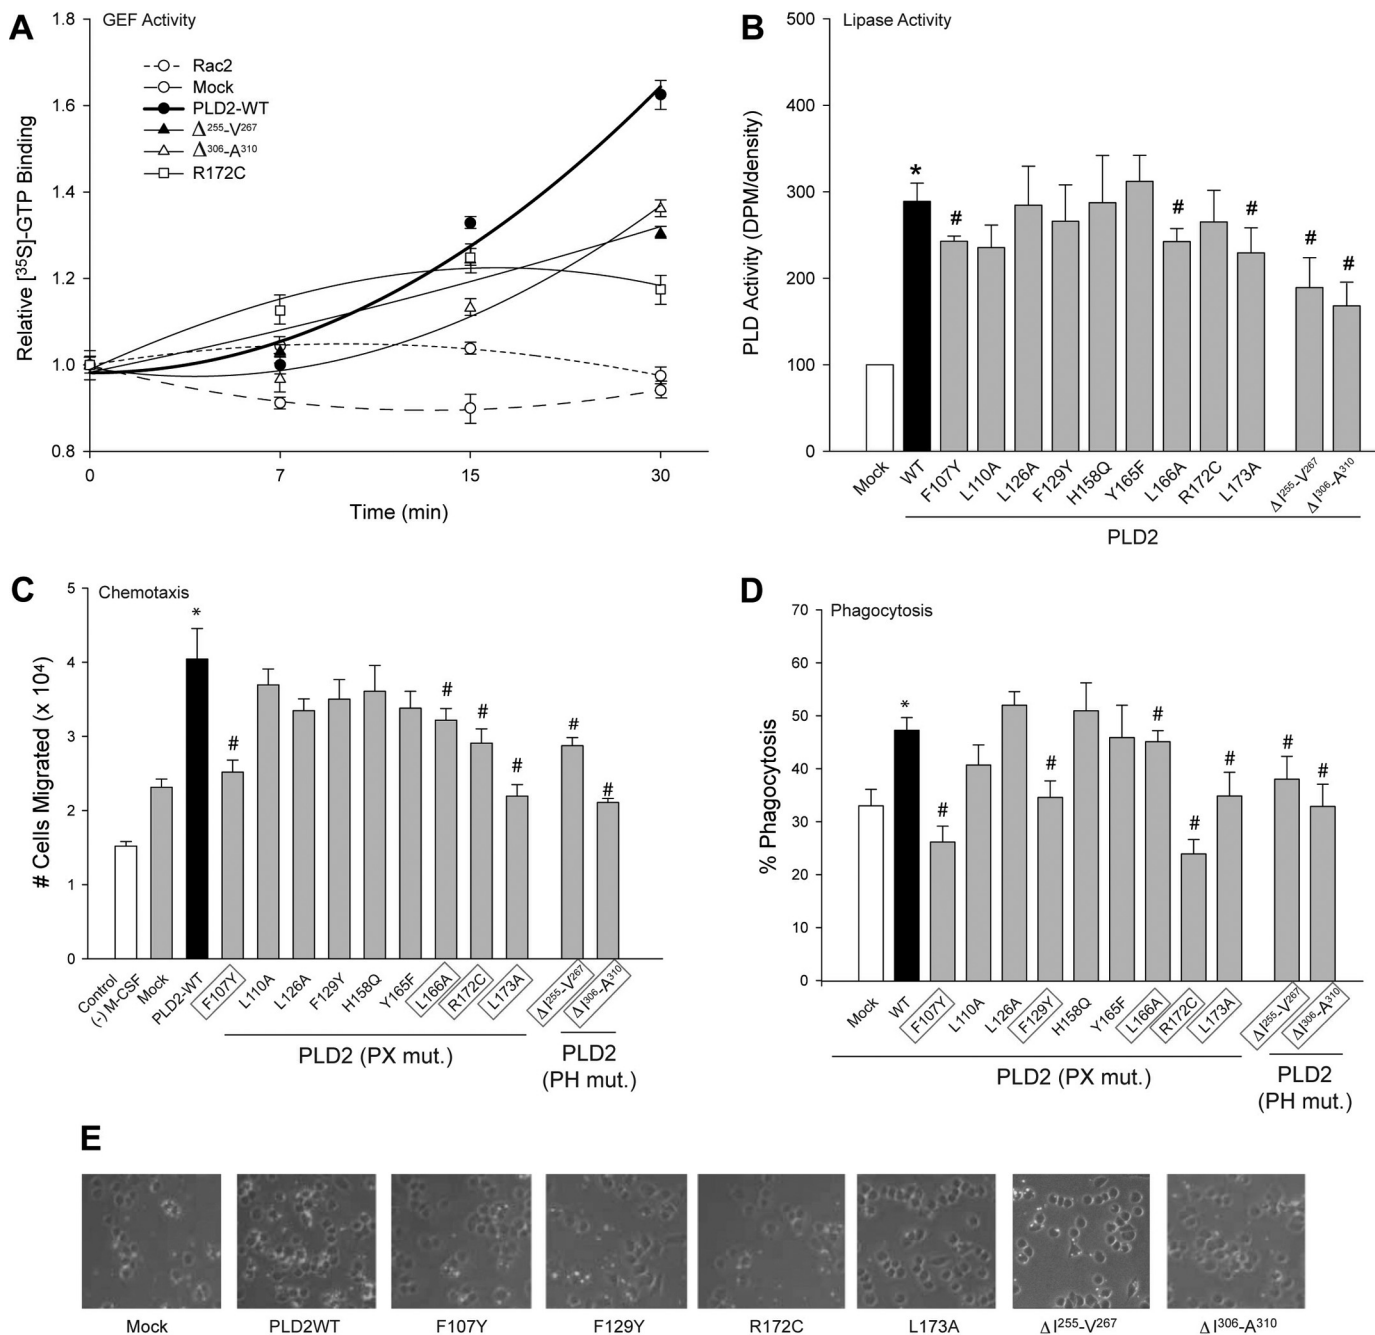 A
GEF Activity
1.8
1.6
1.4
1.2
1.0
0.8
Relative [³⁵S]-GTP Binding
Rac2
Mock
PLD2-WT
Δ²⁵⁵-V²⁶⁷
Δ³⁰⁶-A³¹⁰
R172C
0 7 15 30
Time (min)
B
Lipase Activity
500
400
300
200
100
0
PLD Activity (DPM/density)
* # # # # #
Mock WT F107Y L110A L126A F129Y H158Q Y165F L166A R172C L173A ΔI²⁵⁵-V²⁶⁷ ΔI³⁰⁶-A³¹⁰
PLD2
C
Chemotaxis
5
4
3
2
1
0
# Cells Migrated (x 10⁴)
* # # # # # #
Control (-) M-CSF Mock PLD2-WT F107Y L110A L126A F129Y H158Q Y165F L166A R172C L173A ΔI²⁵⁵-V²⁶⁷ ΔI³⁰⁶-A³¹⁰
PLD2 (PX mut.)
PLD2
(PH mut.)
D
Phagocytosis
70
60
50
40
30
20
10
0
% Phagocytosis
* # # # # # # #
Mock WT F107Y L110A L126A F129Y H158Q Y165F L166A R172C L173A ΔI²⁵⁵-V²⁶⁷ ΔI³⁰⁶-A³¹⁰
PLD2 (PX mut.)
PLD2
(PH mut.)
E
Mock PLD2WT F107Y F129Y R172C L173A ΔI²⁵⁵-V²⁶⁷ ΔI³⁰⁶-A³¹⁰